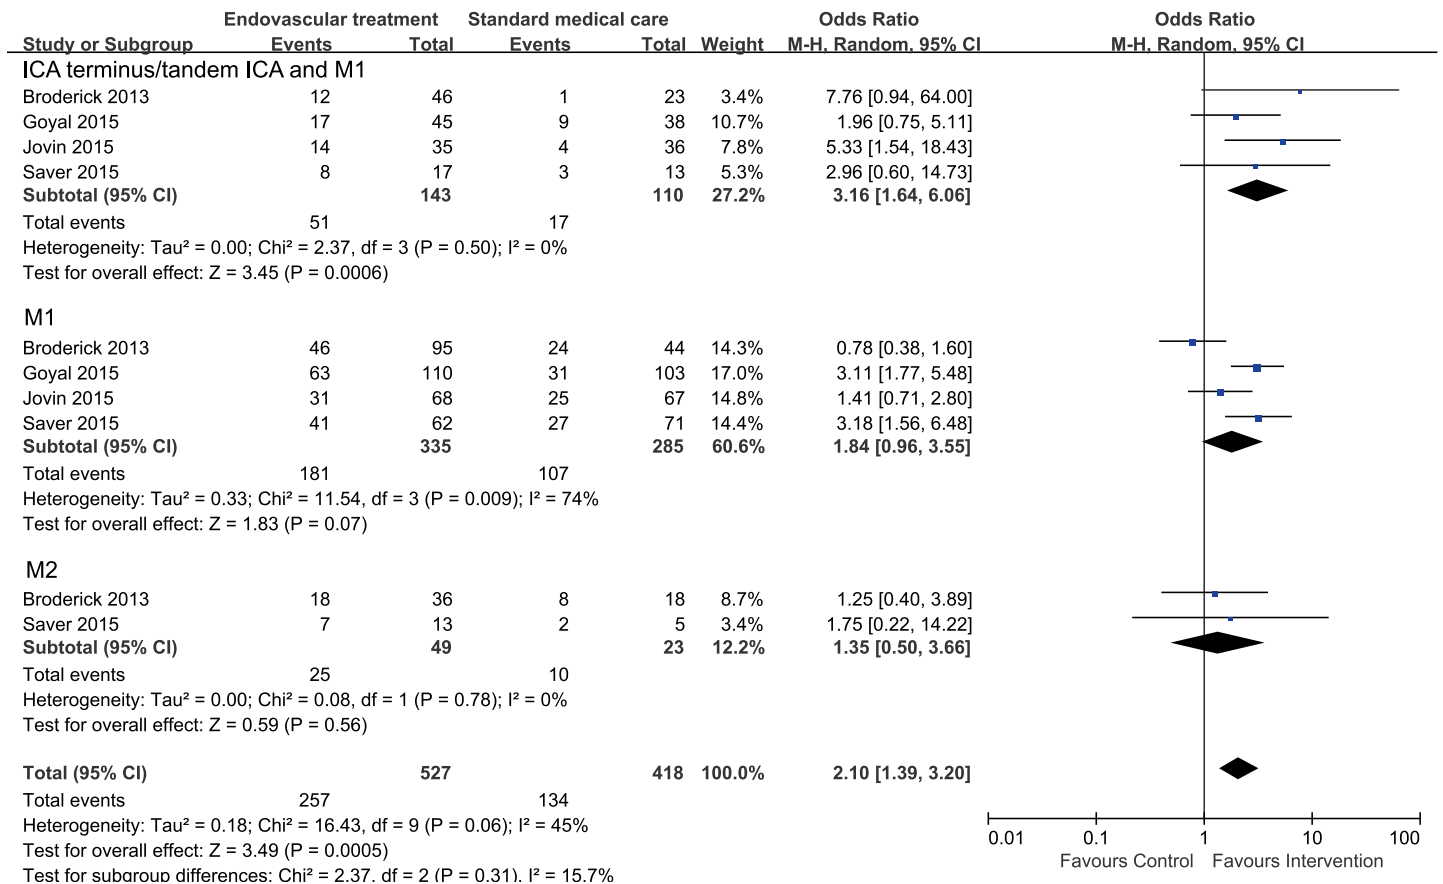 Endovascular treatment Standard medical care Odds Ratio Odds Ratio
Study or Subgroup Events Total Events Total Weight M-H, Random, 95% CI M-H, Random, 95% CI
ICA terminus/tandem ICA and M1
Broderick 2013 12 46 1 23 3.4% 7.76 [0.94, 64.00]
Goyal 2015 17 45 9 38 10.7% 1.96 [0.75, 5.11]
Jovin 2015 14 35 4 36 7.8% 5.33 [1.54, 18.43]
Saver 2015 8 17 3 13 5.3% 2.96 [0.60, 14.73]
Subtotal (95% CI) 143 110 27.2% 3.16 [1.64, 6.06]
Total events 51 17
Heterogeneity: Tau² = 0.00; Chi² = 2.37, df = 3 (P = 0.50); I² = 0%
Test for overall effect: Z = 3.45 (P = 0.0006)
M1
Broderick 2013 46 95 24 44 14.3% 0.78 [0.38, 1.60]
Goyal 2015 63 110 31 103 17.0% 3.11 [1.77, 5.48]
Jovin 2015 31 68 25 67 14.8% 1.41 [0.71, 2.80]
Saver 2015 41 62 27 71 14.4% 3.18 [1.56, 6.48]
Subtotal (95% CI) 335 285 60.6% 1.84 [0.96, 3.55]
Total events 181 107
Heterogeneity: Tau² = 0.33; Chi² = 11.54, df = 3 (P = 0.009); I² = 74%
Test for overall effect: Z = 1.83 (P = 0.07)
M2
Broderick 2013 18 36 8 18 8.7% 1.25 [0.40, 3.89]
Saver 2015 7 13 2 5 3.4% 1.75 [0.22, 14.22]
Subtotal (95% CI) 49 23 12.2% 1.35 [0.50, 3.66]
Total events 25 10
Heterogeneity: Tau² = 0.00; Chi² = 0.08, df = 1 (P = 0.78); I² = 0%
Test for overall effect: Z = 0.59 (P = 0.56)
Total (95% CI) 527 418 100.0% 2.10 [1.39, 3.20]
Total events 257 134
Heterogeneity: Tau² = 0.18; Chi² = 16.43, df = 9 (P = 0.06); I² = 45%
Test for overall effect: Z = 3.49 (P = 0.0005)
Test for subgroup differences: Chi² = 2.37, df = 2 (P = 0.31), I² = 15.7%
0.01 0.1 1 10 100
Favours Control Favours Intervention